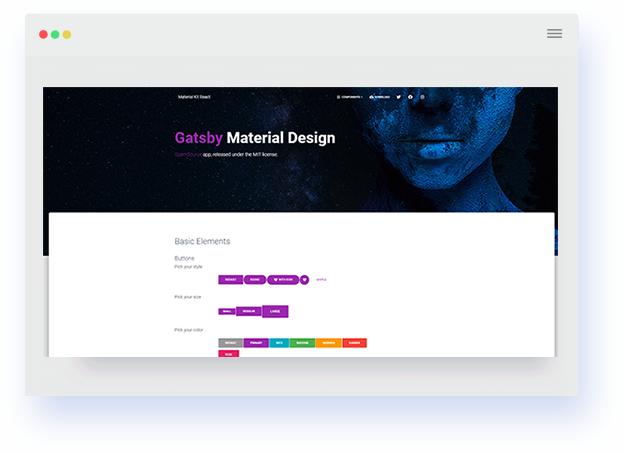 Material Kit React
COMPONENTS
DOWNLOAD
Gatsby Material Design
OpenSource app, released under the MIT license.
Basic Elements
Buttons
Pick your style
DEFAULT ROUND WITH ICON SIMPLE
Pick your size
SMALL REGULAR LARGE
Pick your color
DEFAULT PRIMARY INFO SUCCESS WARNING DANGER
ROSE